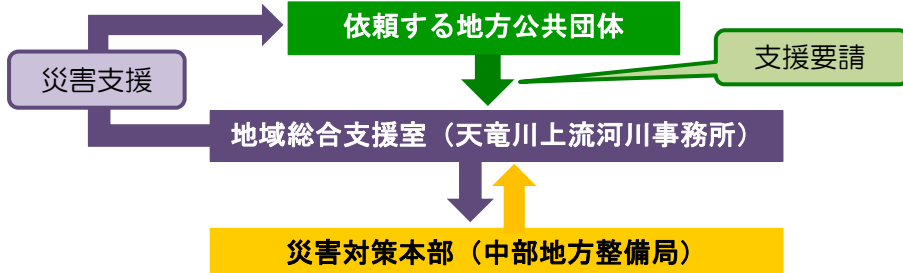 依頼する地方公共団体
支援要請
災害支援
地域総合支援室（天竜川上流河川事務所）
災害対策本部（中部地方整備局）